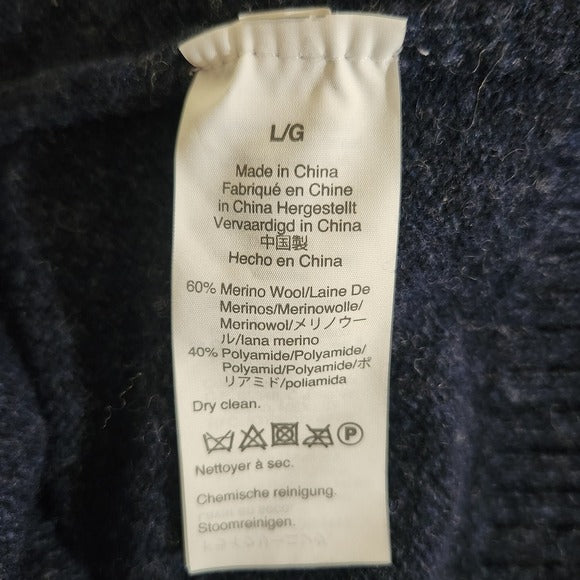 L/G
Made in China
Fabriqué en Chine
in China Hergestellt
Vervaardigd in China
中国製
Hecho en China
60% Merino Wool/Laine De
Merinos/Merinowolle/
Merinowol/メリノウー
ル/lana merino
40% Polyamide/Polyamide/
Polyamid/Polyamide/ポ
リアミド/poliamida
Dry clean.
P
Nettoyer à sec.
Chemische reinigung.
Stoomreinigen.